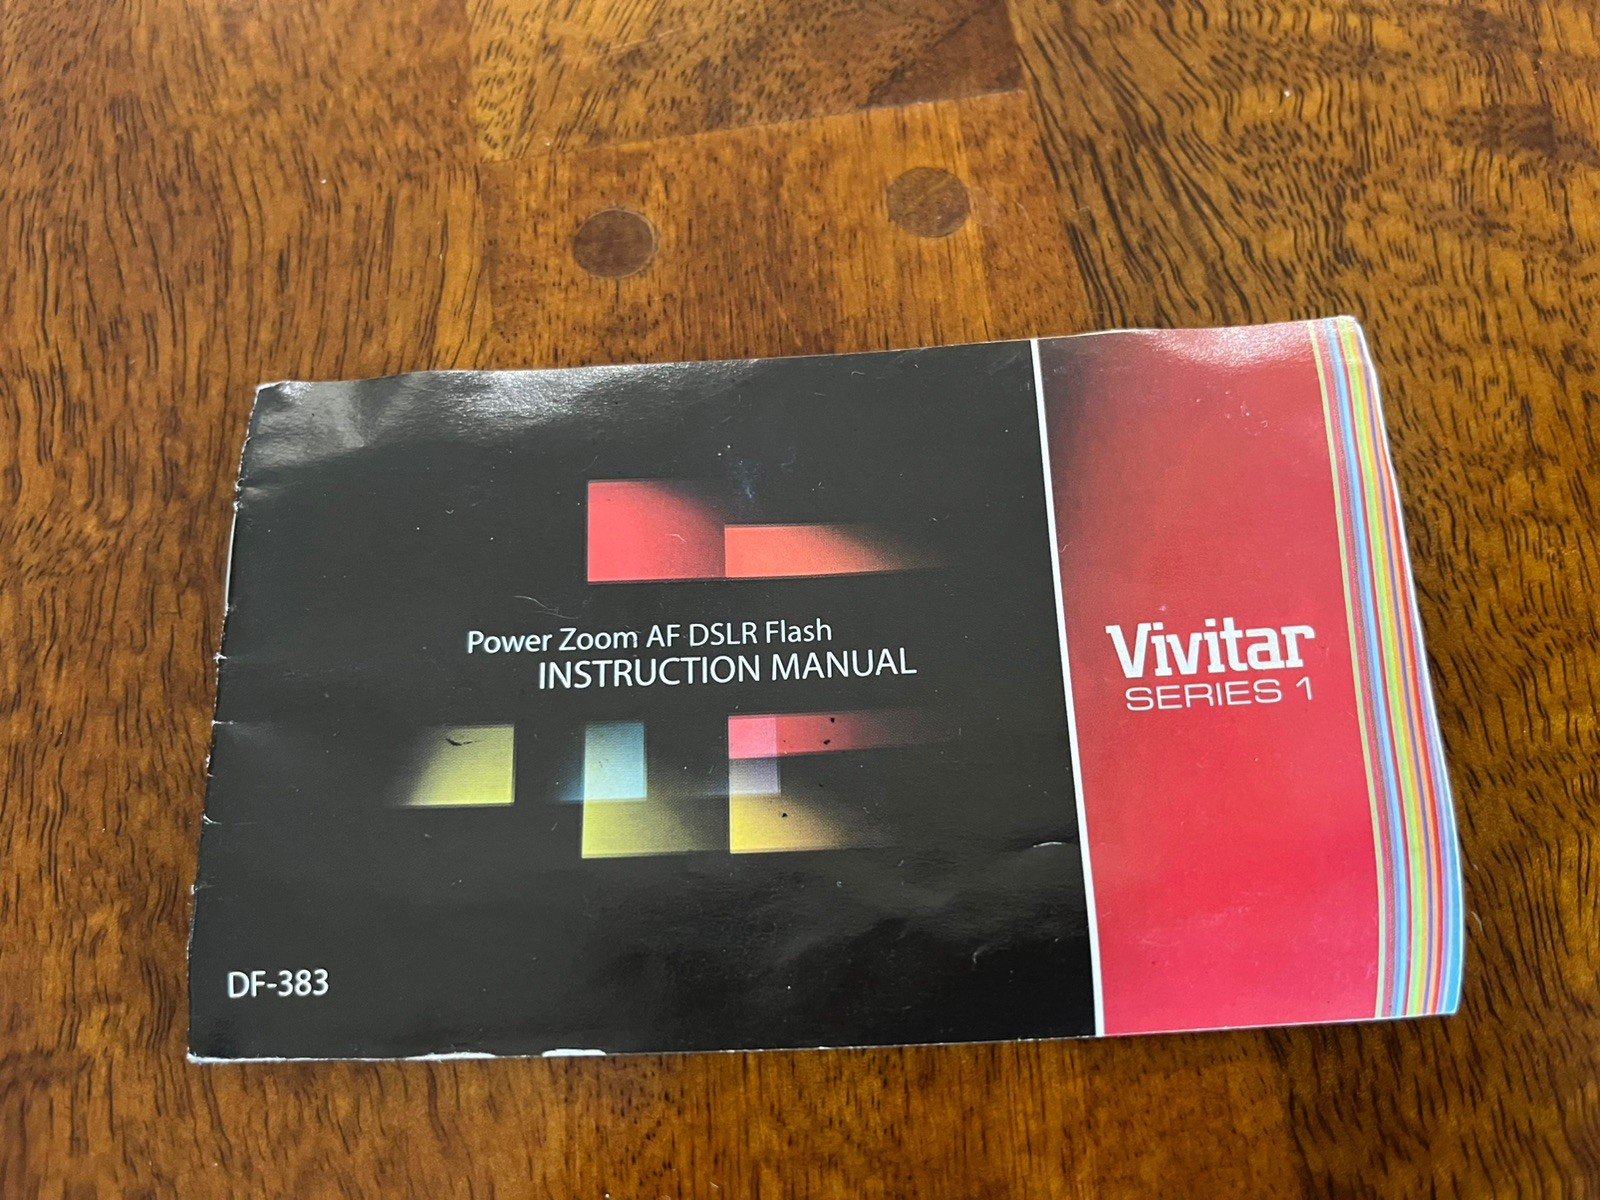 Power Zoom AF DSLR Flash
INSTRUCTION MANUAL
Vivitar
SERIES 1
DF-383